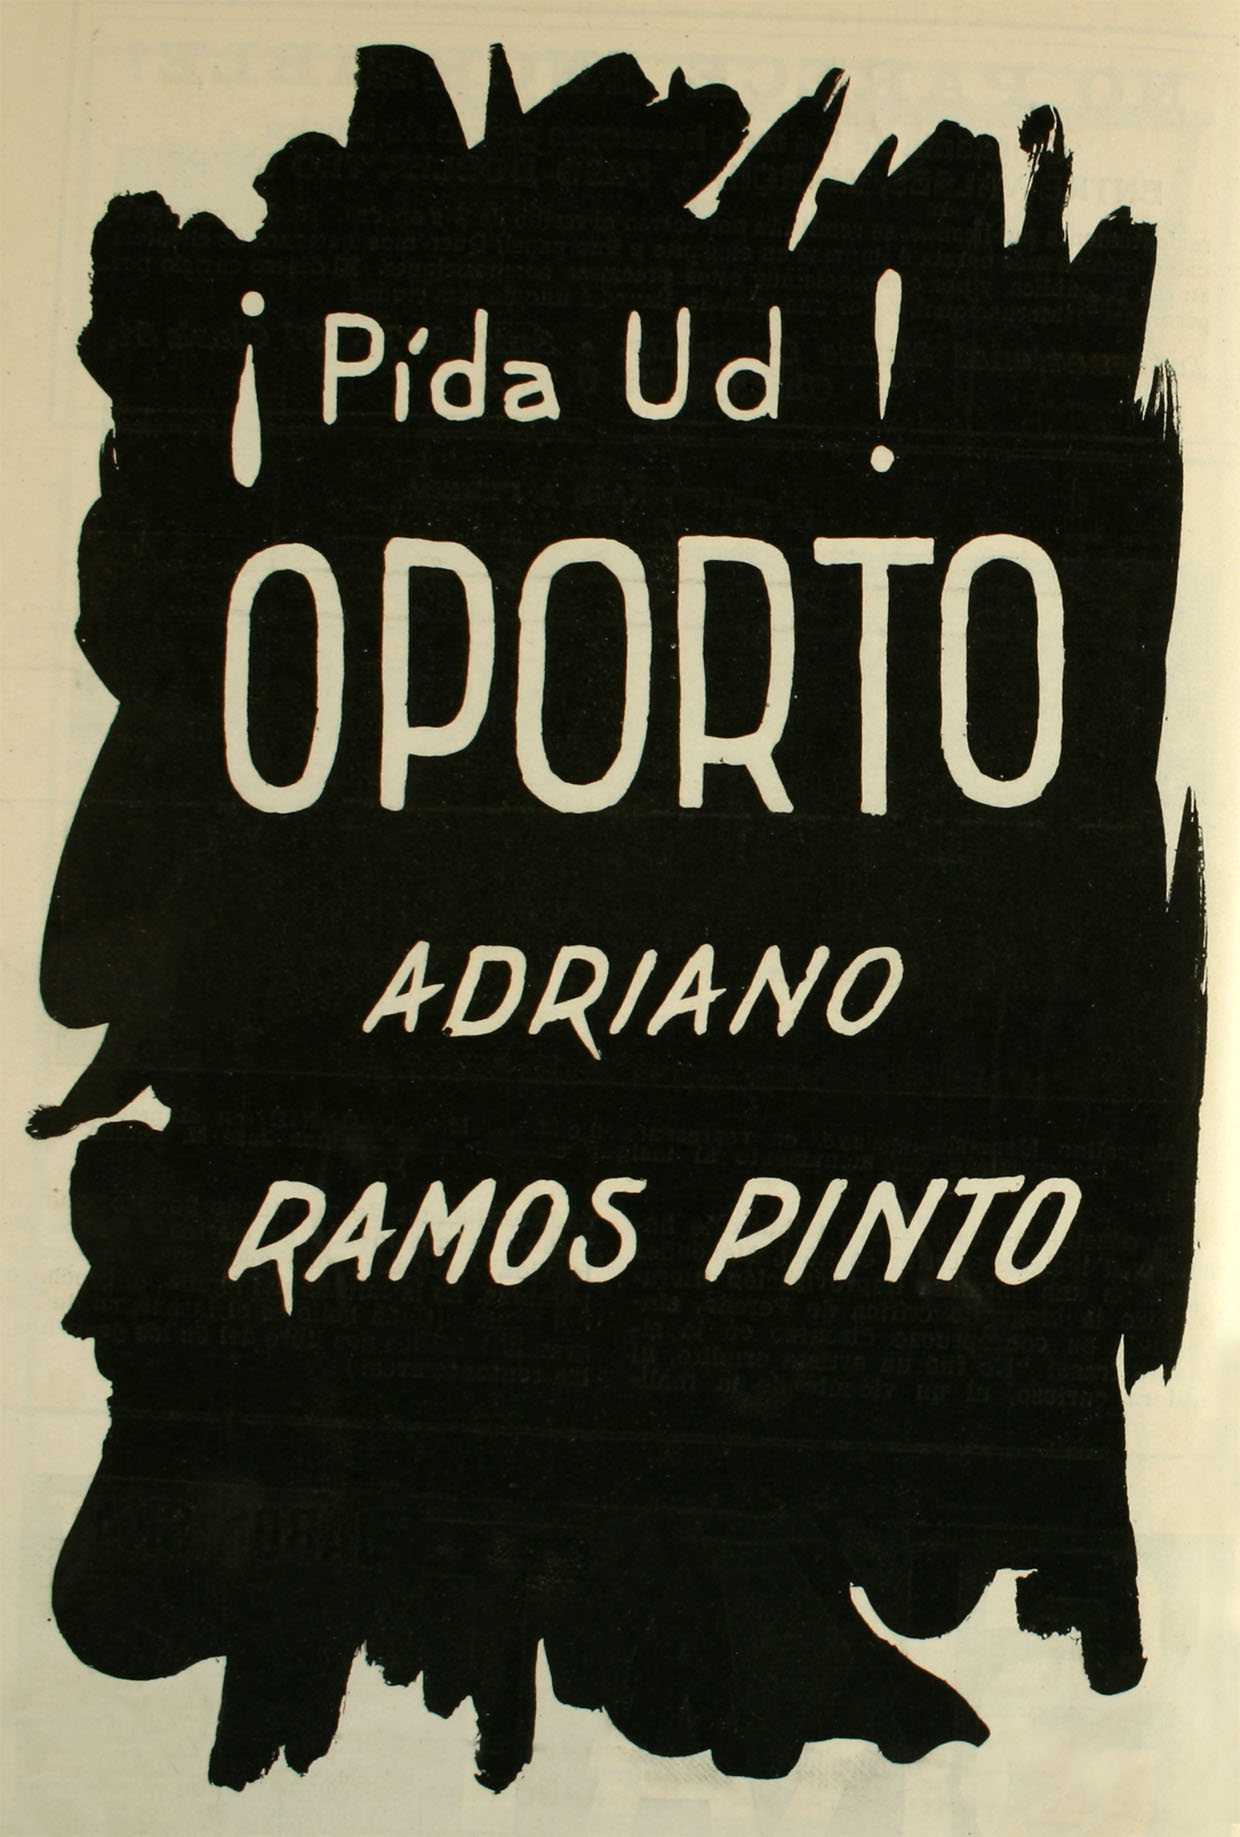 ¡Pída Ud!
OPORTO
ADRIANO
RAMOS PINTO